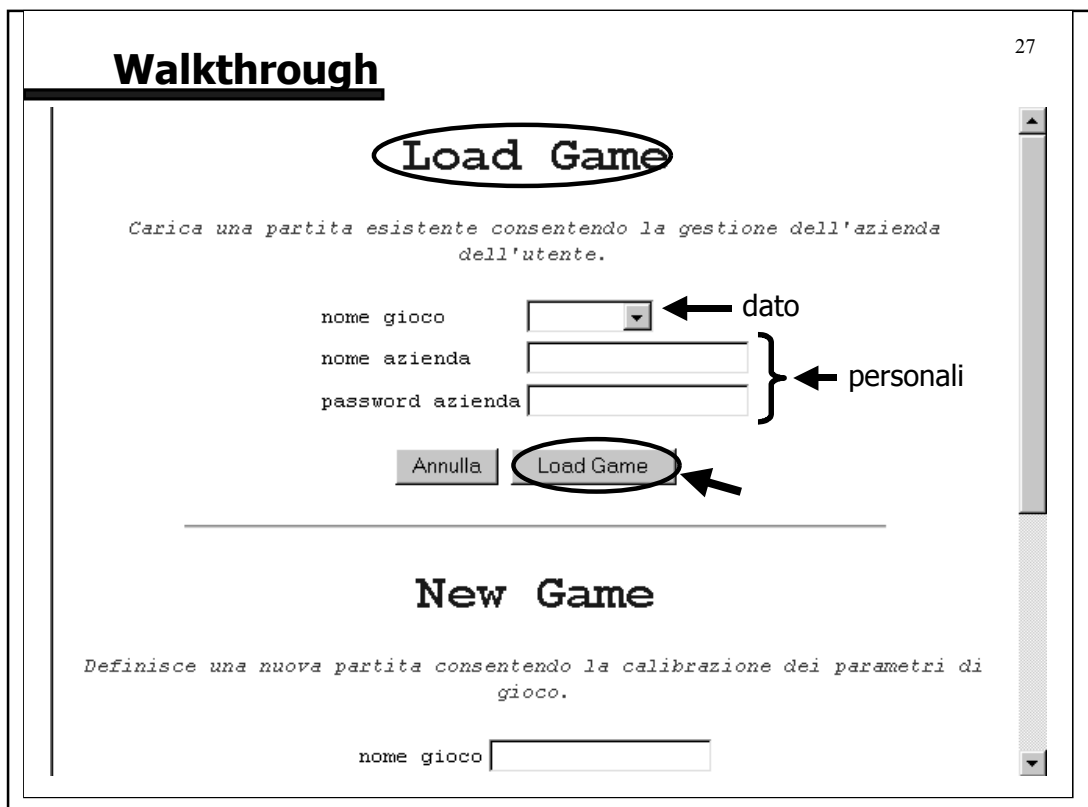 27
Walkthrough
Load Game
Carica una partita esistente consentendo la gestione dell'azienda
dell'utente.
nome gioco
dato
nome azienda
personali
password azienda
Annulla
Load Game
New Game
Definisce una nuova partita consentendo la calibrazione dei parametri di
gioco.
nome gioco